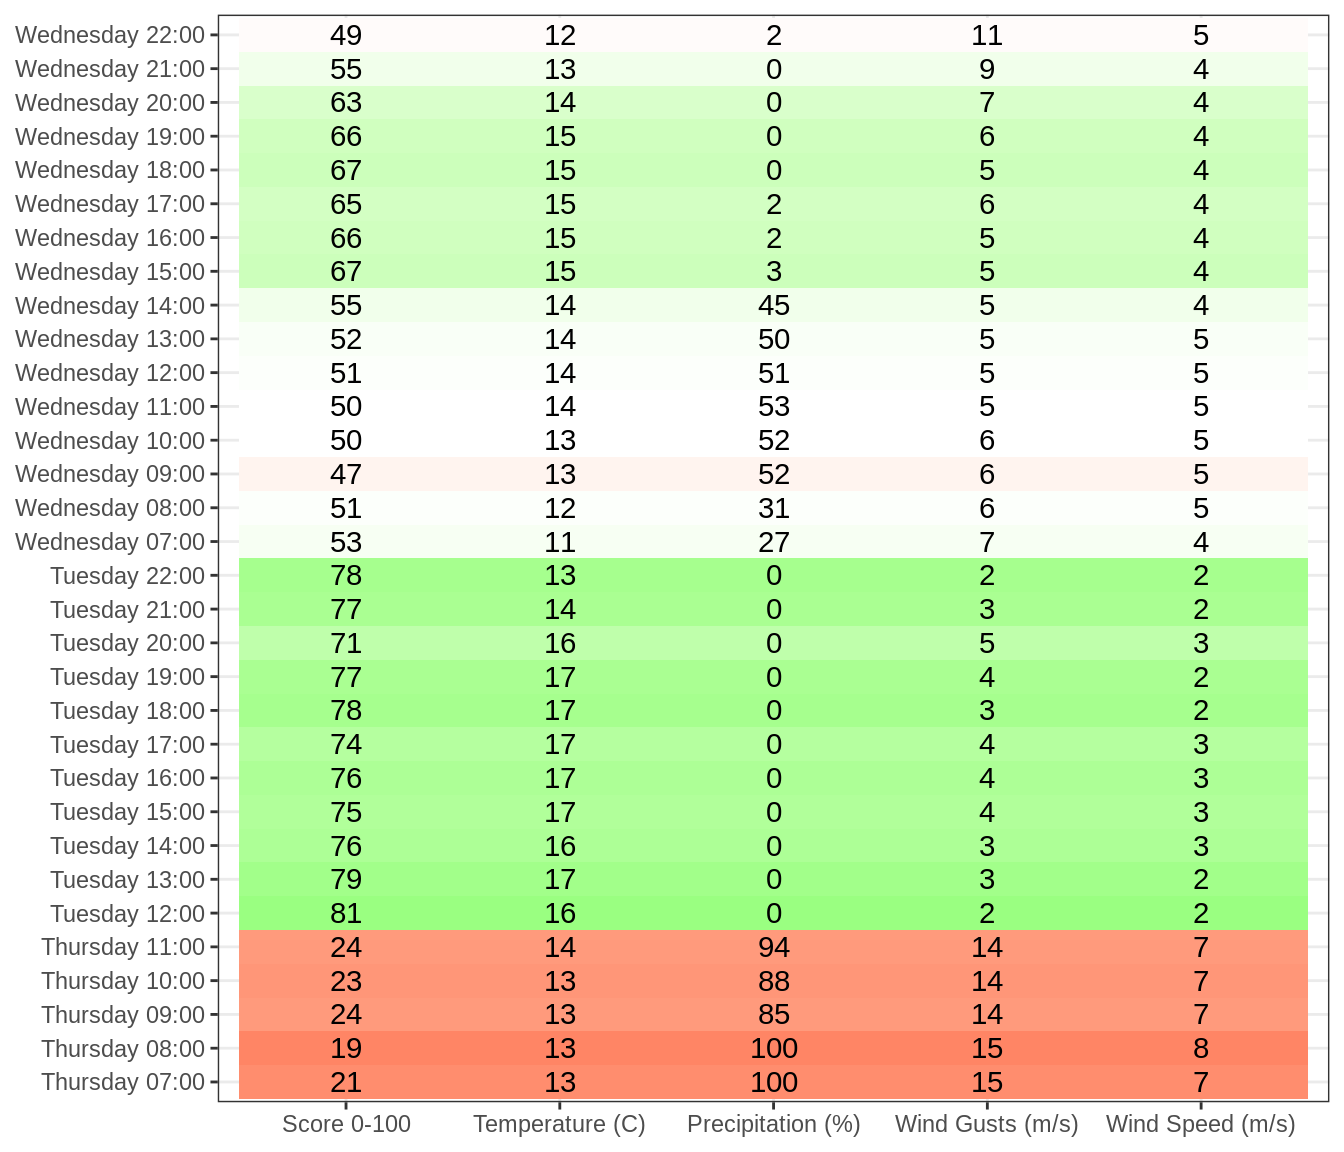 Wednesday 22:00 49 12 2 11 5
Wednesday 21:00 55 13 0 9 4
Wednesday 20:00 63 14 0 7 4
Wednesday 19:00 66 15 0 6 4
Wednesday 18:00 67 15 0 5 4
Wednesday 17:00 65 15 2 6 4
Wednesday 16:00 66 15 2 5 4
Wednesday 15:00 67 15 3 5 4
Wednesday 14:00 55 14 45 5 4
Wednesday 13:00 52 14 50 5 5
Wednesday 12:00 51 14 51 5 5
Wednesday 11:00 50 14 53 5 5
Wednesday 10:00 50 13 52 6 5
Wednesday 09:00 47 13 52 6 5
Wednesday 08:00 51 12 31 6 5
Wednesday 07:00 53 11 27 7 4
Tuesday 22:00 78 13 0 2 2
Tuesday 21:00 77 14 0 3 2
Tuesday 20:00 71 16 0 5 3
Tuesday 19:00 77 17 0 4 2
Tuesday 18:00 78 17 0 3 2
Tuesday 17:00 74 17 0 4 3
Tuesday 16:00 76 17 0 4 3
Tuesday 15:00 75 17 0 4 3
Tuesday 14:00 76 16 0 3 3
Tuesday 13:00 79 17 0 3 2
Tuesday 12:00 81 16 0 2 2
Thursday 11:00 24 14 94 14 7
Thursday 10:00 23 13 88 14 7
Thursday 09:00 24 13 85 14 7
Thursday 08:00 19 13 100 15 8
Thursday 07:00 21 13 100 15 7
Score 0-100 Temperature (C) Precipitation (%) Wind Gusts (m/s) Wind Speed (m/s)